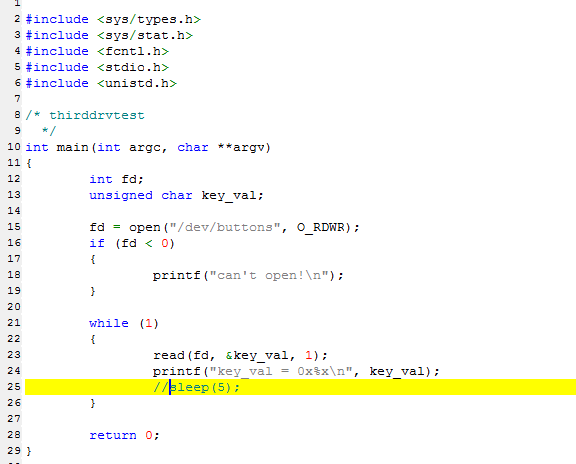 1
2 #include <sys/types.h>
3 #include <sys/stat.h>
4 #include <fcntl.h>
5 #include <stdio.h>
6 #include <unistd.h>
7
8 /* thirddrvtest
9   */
10 int main(int argc, char **argv)
11 {
12         int fd;
13         unsigned char key_val;
14
15         fd = open("/dev/buttons", O_RDWR);
16         if (fd < 0)
17         {
18                 printf("can't open!\n");
19         }
20
21         while (1)
22         {
23                 read(fd, &key_val, 1);
24                 printf("key_val = 0x%x\n", key_val);
25                 //sleep(5);
26         }
27
28         return 0;
29 }